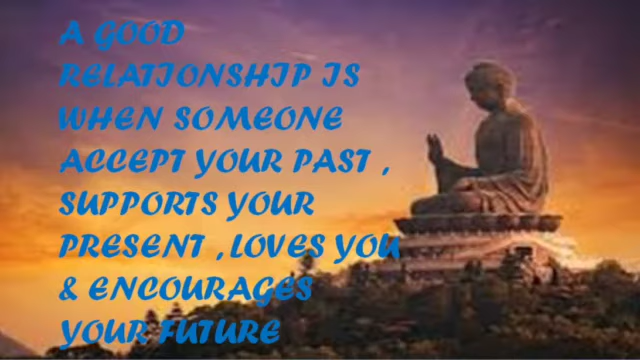 A GOOD
RELATIONSHIP IS
WHEN SOMEONE
ACCEPT YOUR PAST ,
SUPPORTS YOUR
PRESENT , LOVES YOU
& ENCOURAGES
YOUR FUTURE